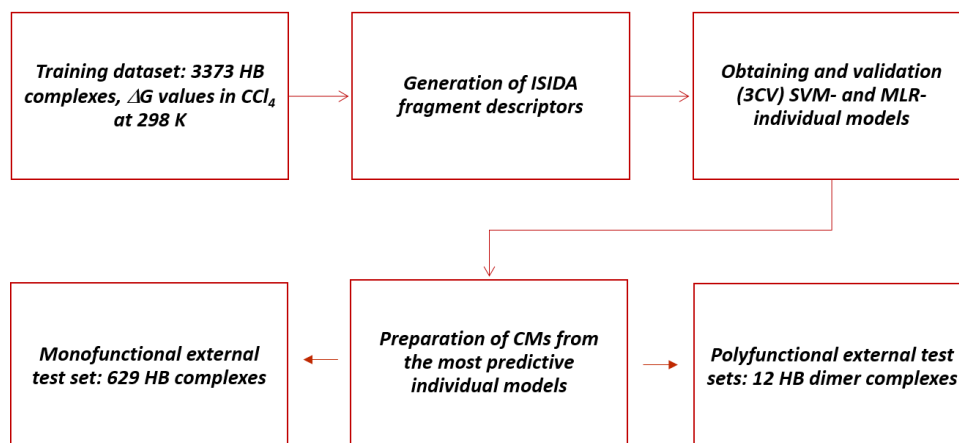 Training dataset: 3373 HB
complexes, ΔG values in CCl₄
at 298 K
Generation of ISIDA
fragment descriptors
Obtaining and validation
(3CV) SVM- and MLR-
individual models
Monofunctional external
test set: 629 HB complexes
Preparation of CMs from
the most predictive
individual models
Polyfunctional external test
sets: 12 HB dimer complexes